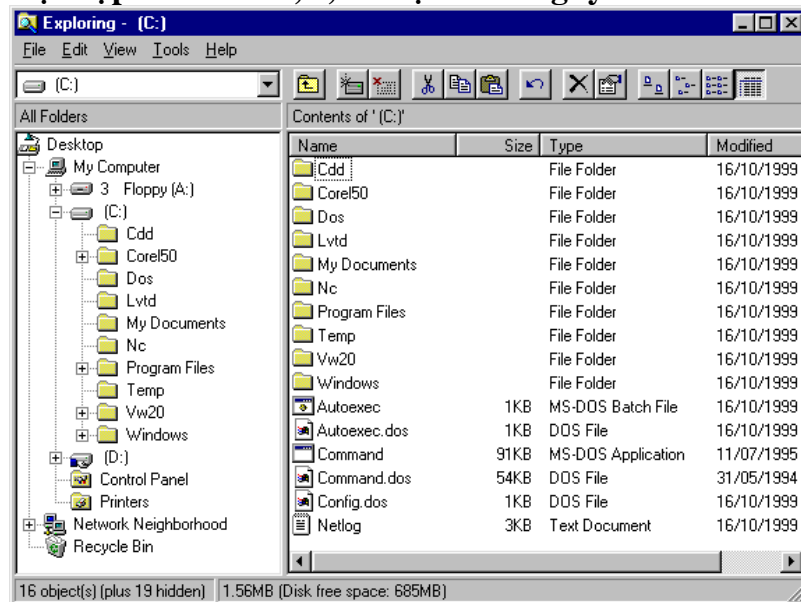 Exploring - (C:)
File Edit View Tools Help
(C:)
All Folders Contents of '(C:)'
Desktop
My Computer
3 Floppy (A:)
(C:)
Cdd
Corel50
Dos
Lvtd
My Documents
Nc
Program Files
Temp
Vw20
Windows
(D:)
Control Panel
Printers
Network Neighborhood
Recycle Bin
Name Size Type Modified
Cdd File Folder 16/10/1999
Corel50 File Folder 16/10/1999
Dos File Folder 16/10/1999
Lvtd File Folder 16/10/1999
My Documents File Folder 16/10/1999
Nc File Folder 16/10/1999
Program Files File Folder 16/10/1999
Temp File Folder 16/10/1999
Vw20 File Folder 16/10/1999
Windows File Folder 16/10/1999
Autoexec 1KB MS-DOS Batch File 16/10/1999
Autoexec.dos 1KB DOS File 16/10/1999
Command 91KB MS-DOS Application 11/07/1995
Command.dos 54KB DOS File 31/05/1994
Config.dos 1KB DOS File 16/10/1999
Netlog 3KB Text Document 16/10/1999
16 object(s) (plus 19 hidden) 1.56MB (Disk free space: 685MB)